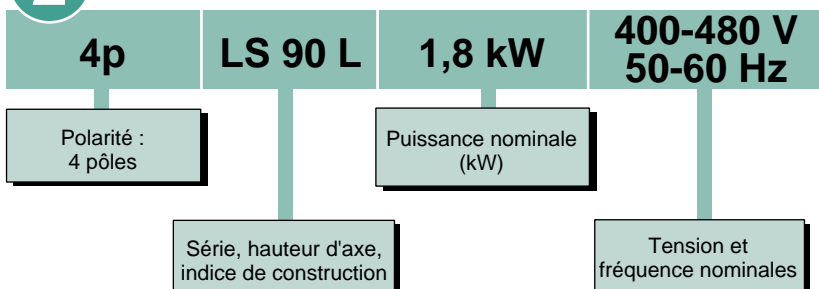 4p
LS 90 L
1,8 kW
400-480 V
50-60 Hz
Polarité :
4 pôles
Puissance nominale
(kW)
Série, hauteur d'axe,
indice de construction
Tension et
fréquence nominales